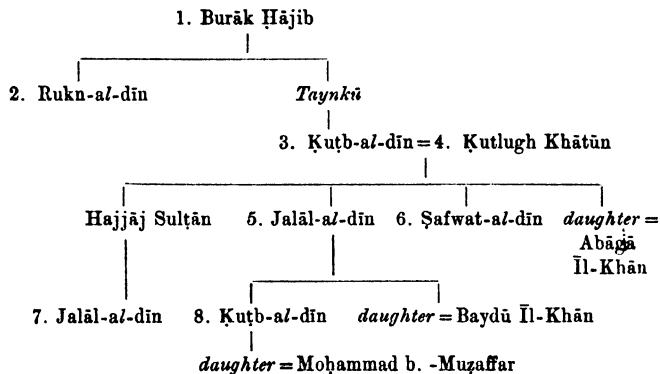 1. Burāk Ḥājib
2. Rukn-al-dīn Taynkū
3. Ḳuṭb-al-dīn = 4. Ḳutlugh Khātūn
Hajjāj Sulṭān 5. Jalāl-al-dīn 6. Ṣafwat-al-dīn daughter =
Abāgā
Īl-Khān
7. Jalāl-al-dīn 8. Ḳuṭb-al-dīn daughter = Baydū Īl-Khān
daughter = Moḥammad b. -Muẓaffar